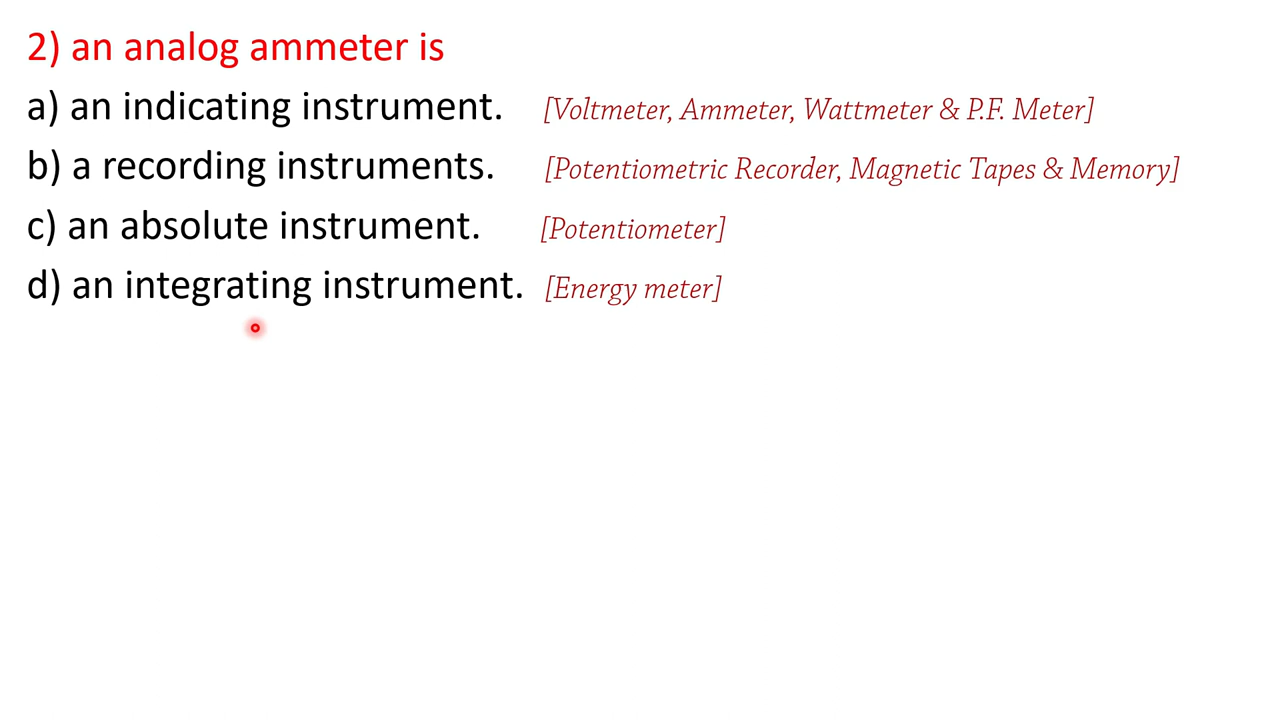 2) an analog ammeter is
a) an indicating instrument. [Voltmeter, Ammeter, Wattmeter & P.F. Meter]
b) a recording instruments. [Potentiometric Recorder, Magnetic Tapes & Memory]
c) an absolute instrument. [Potentiometer]
d) an integrating instrument. [Energy meter]